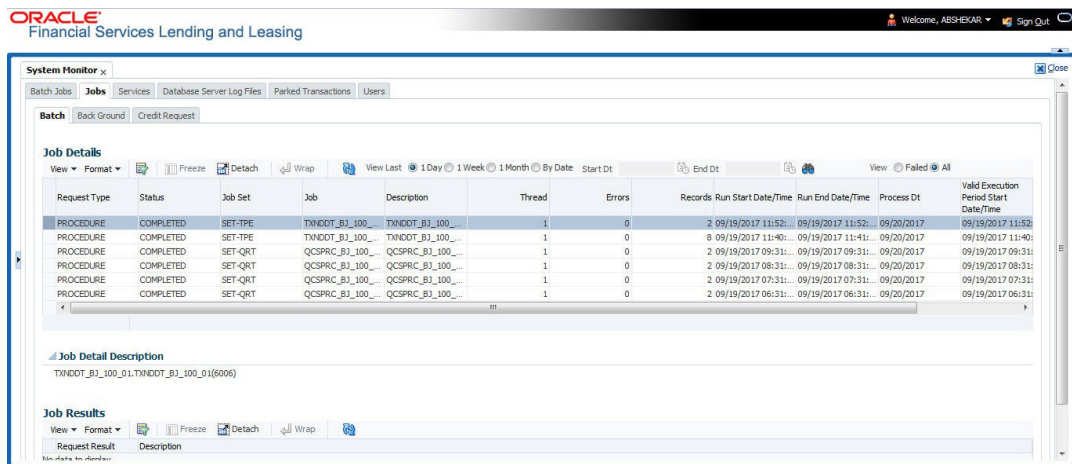 ORACLE®
Financial Services Lending and Leasing
Welcome, ABSHEKAR Sign Out
System Monitor x
Close
Batch Jobs Jobs Services Database Server Log Files Parked Transactions Users
Batch Back Ground Credit Request
Job Details
View Format Freeze Detach Wrap View Last 1 Day 1 Week 1 Month By Date Start Dt End Dt View Failed All
Request Type Status Job Set Job Description Thread Errors Records Run Start Date/Time Run End Date/Time Process Dt Valid Execution Period Start Date/Time
PROCEDURE COMPLETED SET-TPE TXNDDT_BJ_100_... TXNDDT_BJ_100_... 1 0 2 09/19/2017 11:52:... 09/19/2017 11:52:... 09/20/2017 09/19/2017 11:52:
PROCEDURE COMPLETED SET-TPE TXNDDT_BJ_100_... TXNDDT_BJ_100_... 1 0 8 09/19/2017 11:40:... 09/19/2017 11:41:... 09/20/2017 09/19/2017 11:40:
PROCEDURE COMPLETED SET-QRT QCSPRC_BJ_100_... QCSPRC_BJ_100_... 1 0 2 09/19/2017 09:31:... 09/19/2017 09:31:... 09/20/2017 09/19/2017 09:31:
PROCEDURE COMPLETED SET-QRT QCSPRC_BJ_100_... QCSPRC_BJ_100_... 1 0 2 09/19/2017 08:31:... 09/19/2017 08:31:... 09/20/2017 09/19/2017 08:31:
PROCEDURE COMPLETED SET-QRT QCSPRC_BJ_100_... QCSPRC_BJ_100_... 1 0 2 09/19/2017 07:31:... 09/19/2017 07:31:... 09/20/2017 09/19/2017 07:31:
PROCEDURE COMPLETED SET-QRT QCSPRC_BJ_100_... QCSPRC_BJ_100_... 1 0 2 09/19/2017 06:31:... 09/19/2017 06:31:... 09/20/2017 09/19/2017 06:31:
Job Detail Description
TXNDDT_BJ_100_01.TXNDDT_BJ_100_01(6006)
Job Results
View Format Freeze Detach Wrap
Request Result Description
No data to display